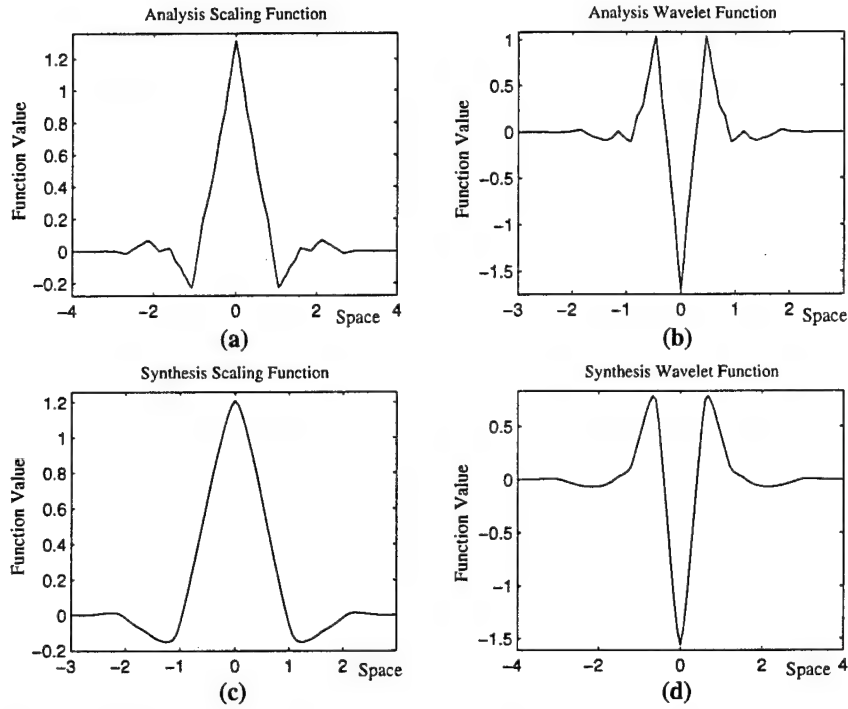 Analysis Scaling Function
Function Value
1.2
1
0.8
0.6
0.4
0.2
0
−0.2
−4 −2 0 2 4
Space
(a)
Analysis Wavelet Function
Function Value
1
0.5
0
−0.5
−1
−1.5
−3 −2 −1 0 1 2 3
Space
(b)
Synthesis Scaling Function
Function Value
1.2
1
0.8
0.6
0.4
0.2
0
−0.2
−3 −2 −1 0 1 2 3
Space
(c)
Synthesis Wavelet Function
Function Value
0.5
0
−0.5
−1
−1.5
−4 −2 0 2 4
Space
(d)